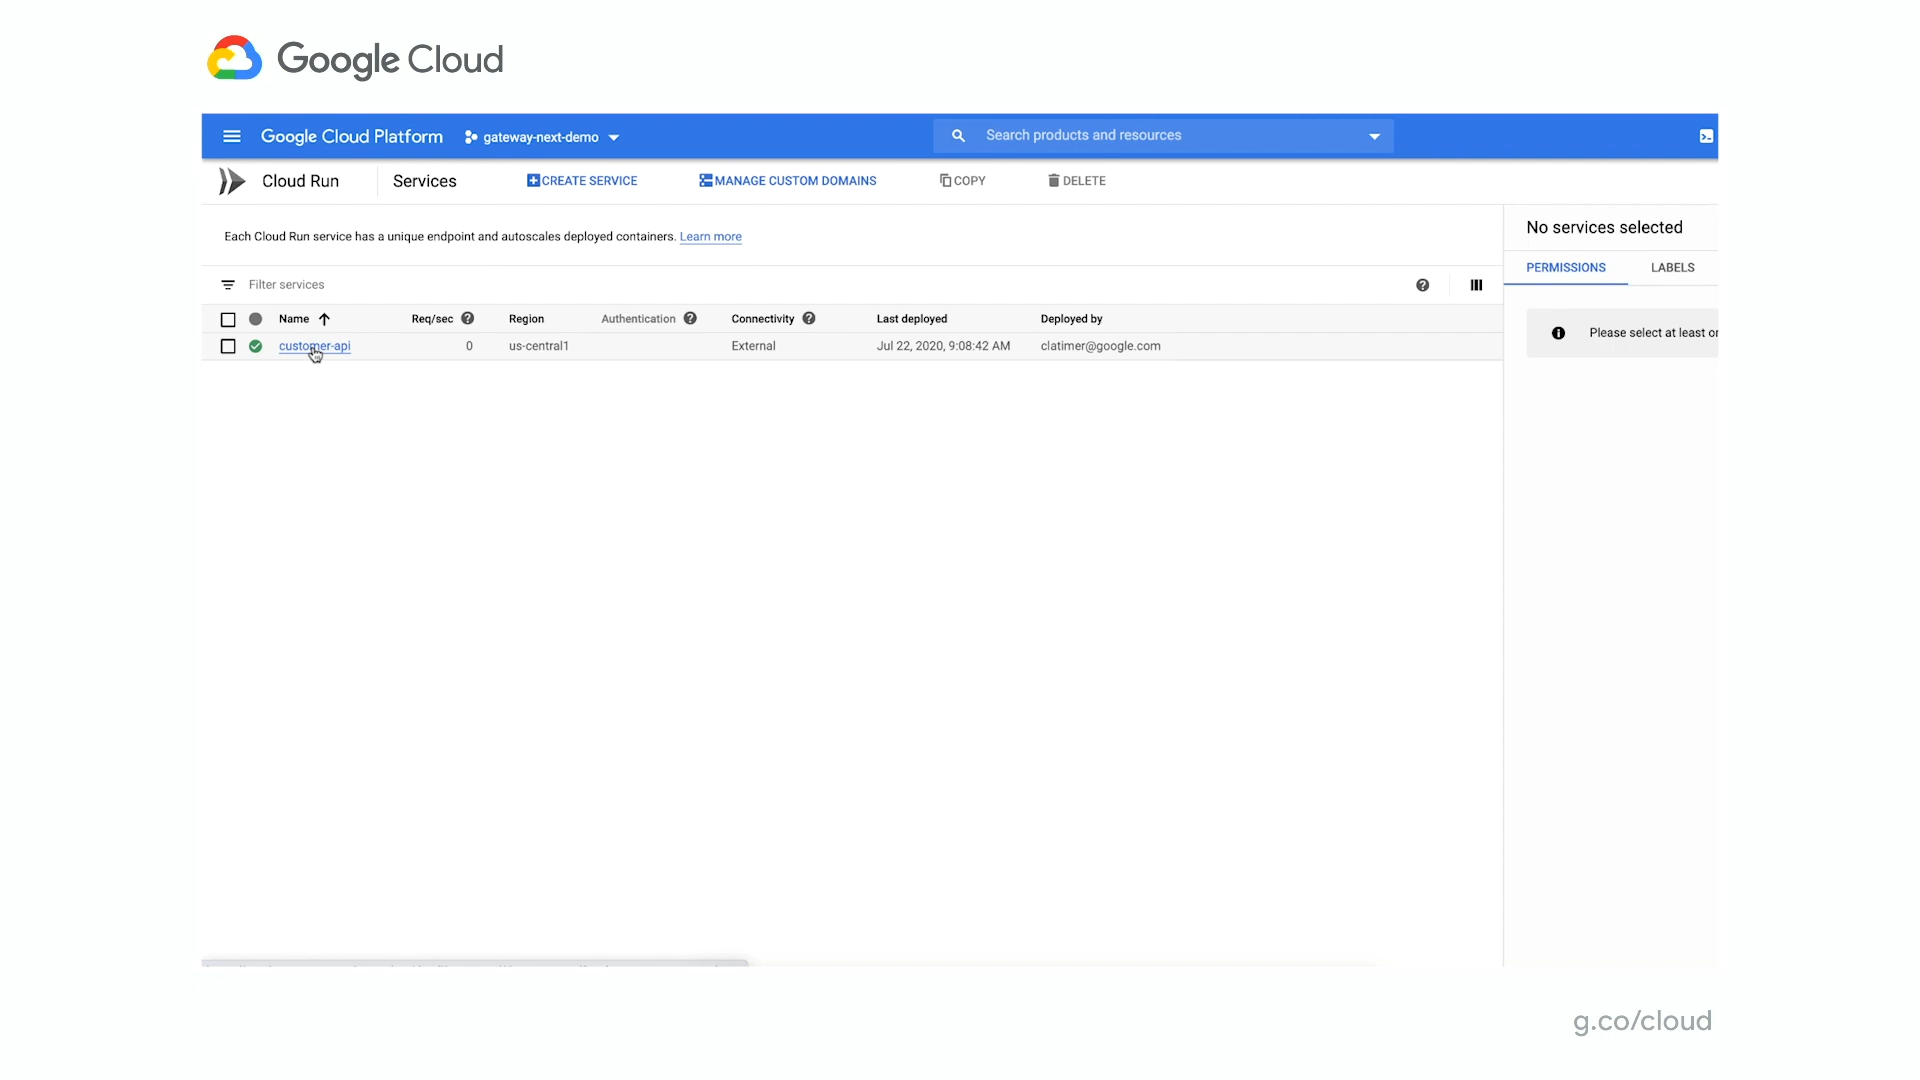 Google Cloud
Google Cloud Platform gateway-next-demo Search products and resources
Cloud Run Services CREATE SERVICE MANAGE CUSTOM DOMAINS COPY DELETE
Each Cloud Run service has a unique endpoint and autoscales deployed containers. Learn more
No services selected
PERMISSIONS LABELS
Filter services
Name Req/sec Region Authentication Connectivity Last deployed Deployed by
customer-api 0 us-central1 External Jul 22, 2020, 9:08:42 AM clatimer@google.com
Please select at least
g.co/cloud